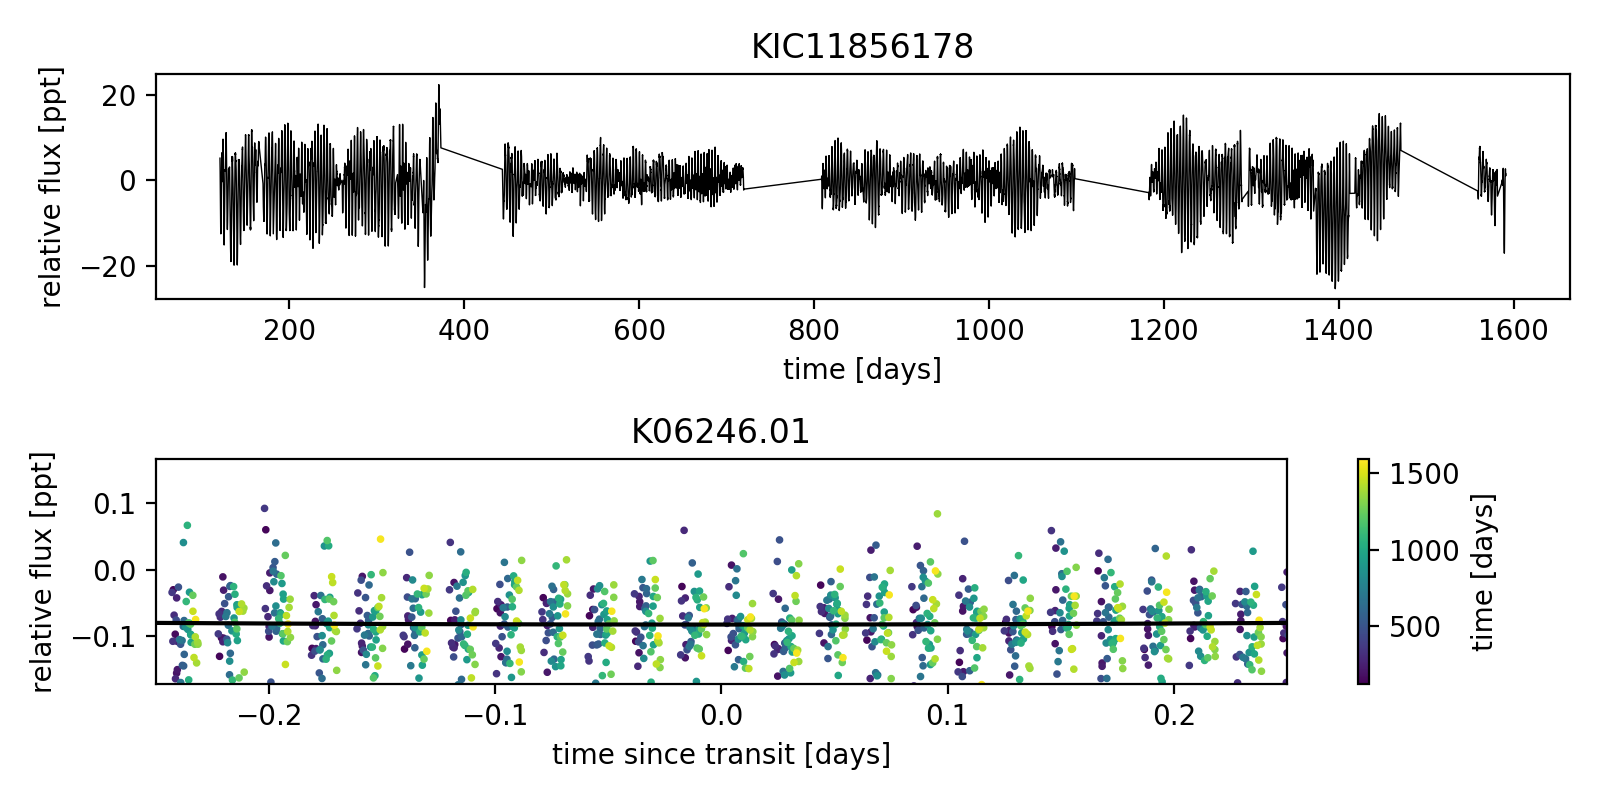 KIC11856178
relative flux [ppt]
20
0
−20
200 400 600 800 1000 1200 1400 1600
time [days]
K06246.01
relative flux [ppt]
0.1
0.0
−0.1
−0.2 −0.1 0.0 0.1 0.2
time since transit [days]
1500
1000
500
time [days]